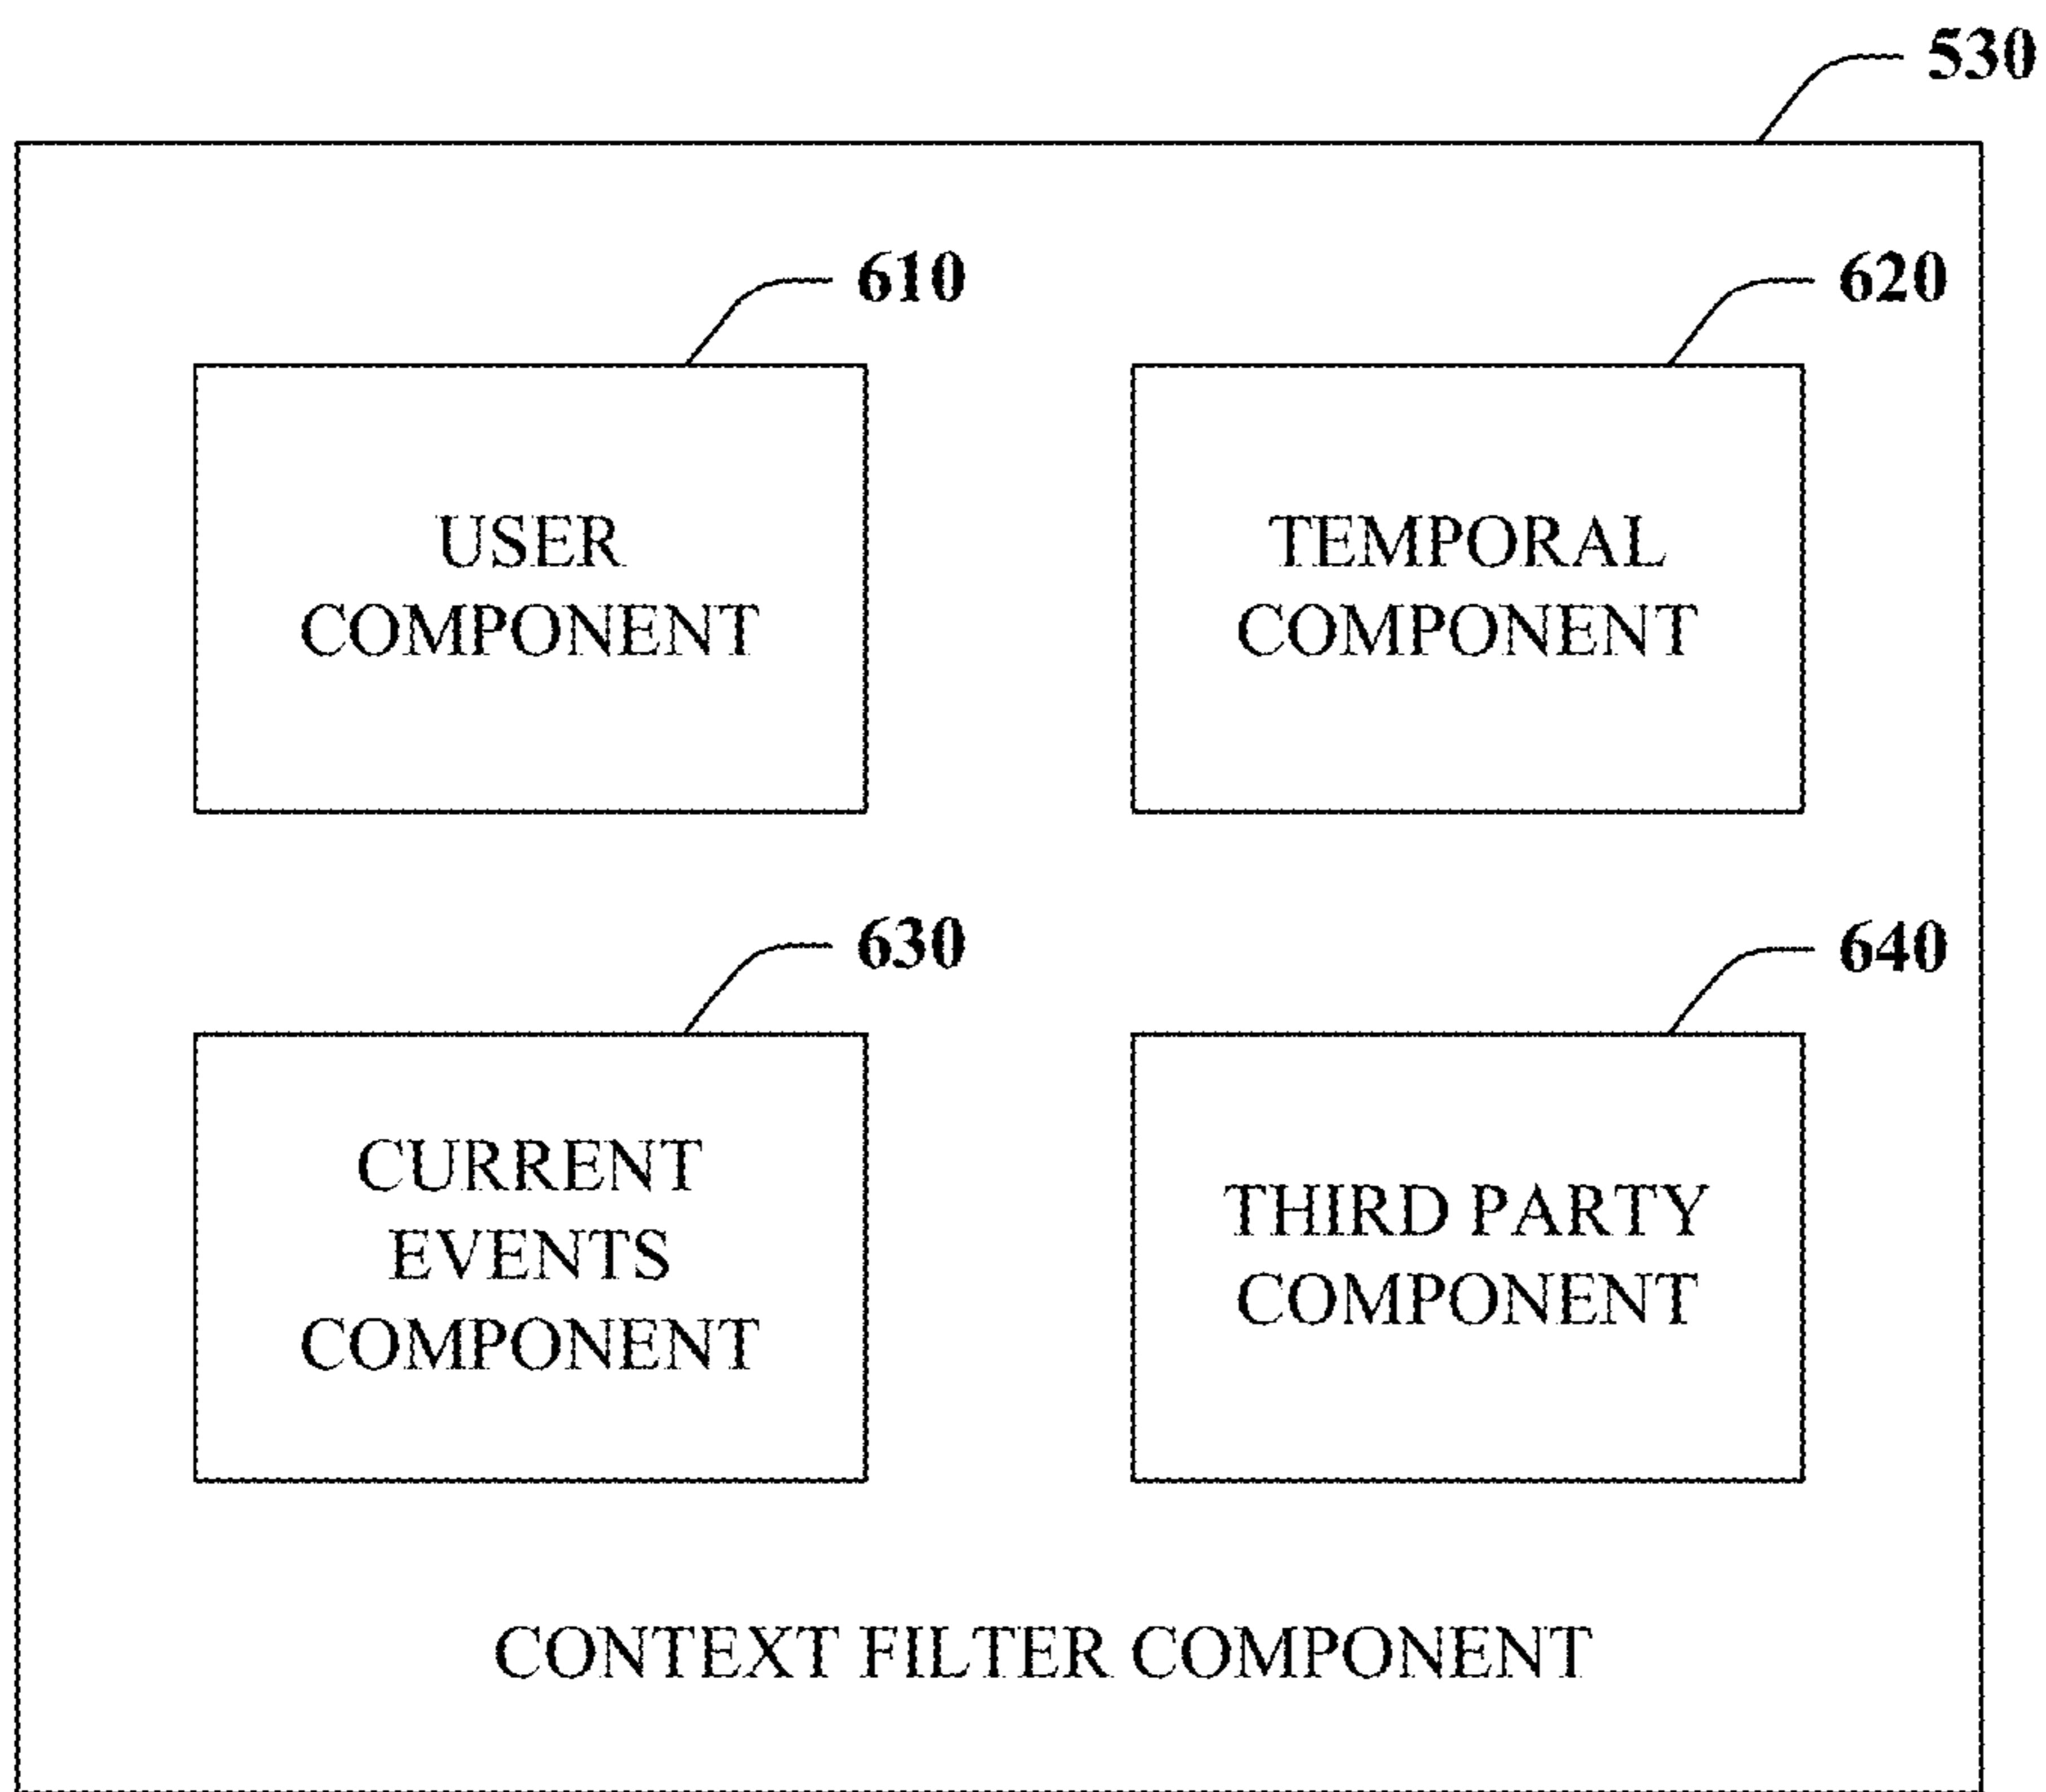 530
610
620
USER
COMPONENT
TEMPORAL
COMPONENT
630
640
CURRENT
EVENTS
COMPONENT
THIRD PARTY
COMPONENT
CONTEXT FILTER COMPONENT